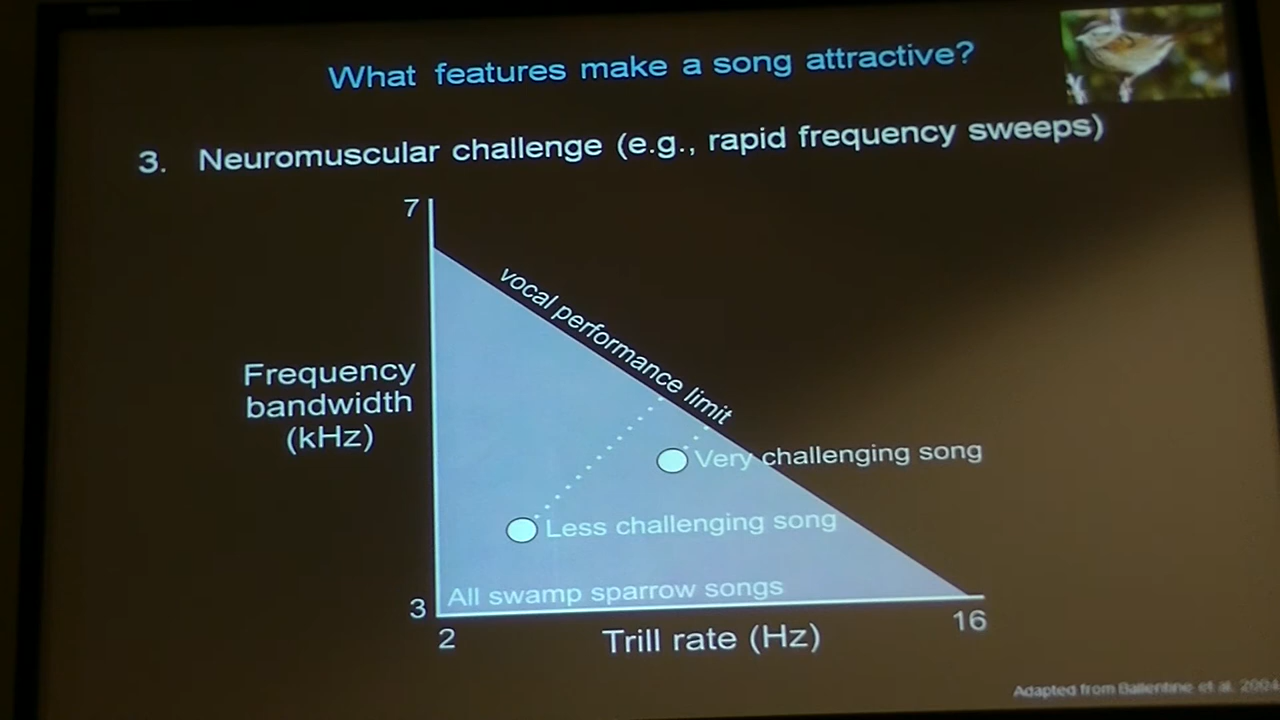 What features make a song attractive?
3. Neuromuscular challenge (e.g., rapid frequency sweeps)
7
vocal performance limit
Frequency
bandwidth
(kHz)
Very challenging song
Less challenging song
All swamp sparrow songs
3
2
Trill rate (Hz)
16
Adapted from Ballentine et al. 2004